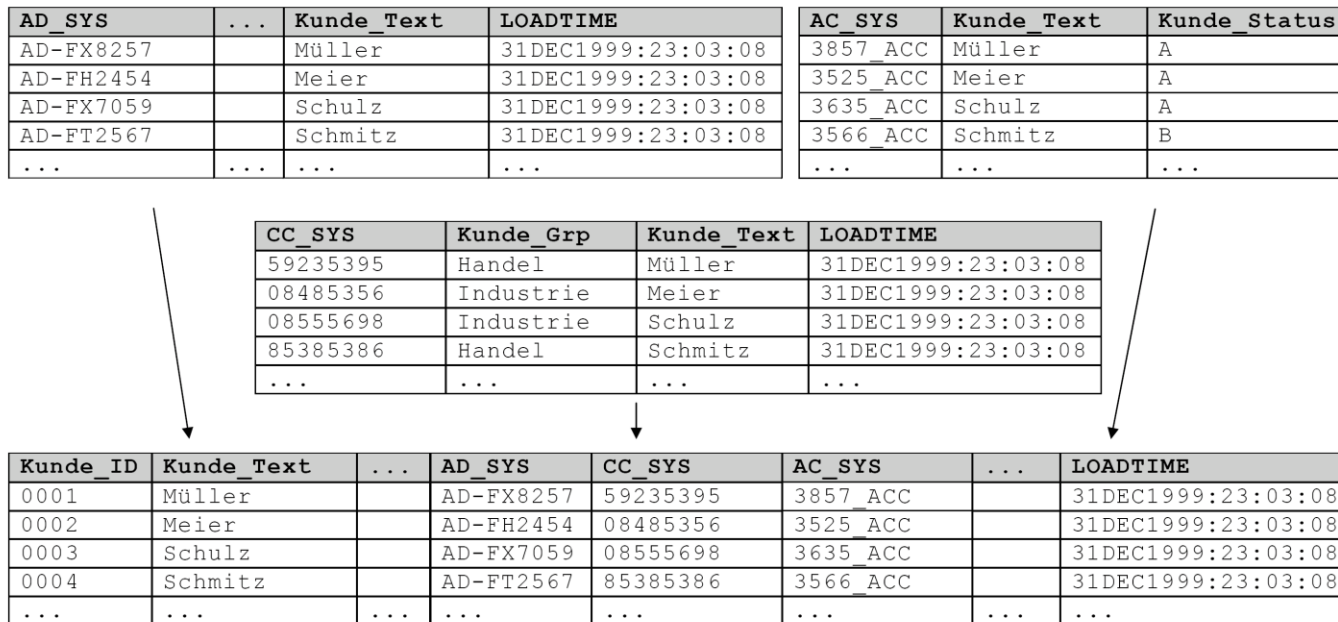 AD_SYS ... Kunde_Text LOADTIME
AD-FX8257 Müller 31DEC1999:23:03:08
AD-FH2454 Meier 31DEC1999:23:03:08
AD-FX7059 Schulz 31DEC1999:23:03:08
AD-FT2567 Schmitz 31DEC1999:23:03:08
... ... ... ...
AC_SYS Kunde_Text Kunde_Status
3857_ACC Müller A
3525_ACC Meier A
3635_ACC Schulz A
3566_ACC Schmitz B
... ... ...
CC_SYS Kunde_Grp Kunde_Text LOADTIME
59235395 Handel Müller 31DEC1999:23:03:08
08485356 Industrie Meier 31DEC1999:23:03:08
08555698 Industrie Schulz 31DEC1999:23:03:08
85385386 Handel Schmitz 31DEC1999:23:03:08
... ... ... ...
Kunde_ID Kunde_Text ... AD_SYS CC_SYS AC_SYS ... LOADTIME
0001 Müller AD-FX8257 59235395 3857_ACC 31DEC1999:23:03:08
0002 Meier AD-FH2454 08485356 3525_ACC 31DEC1999:23:03:08
0003 Schulz AD-FX7059 08555698 3635_ACC 31DEC1999:23:03:08
0004 Schmitz AD-FT2567 85385386 3566_ACC 31DEC1999:23:03:08
... ... ... ... ... ... ... ...